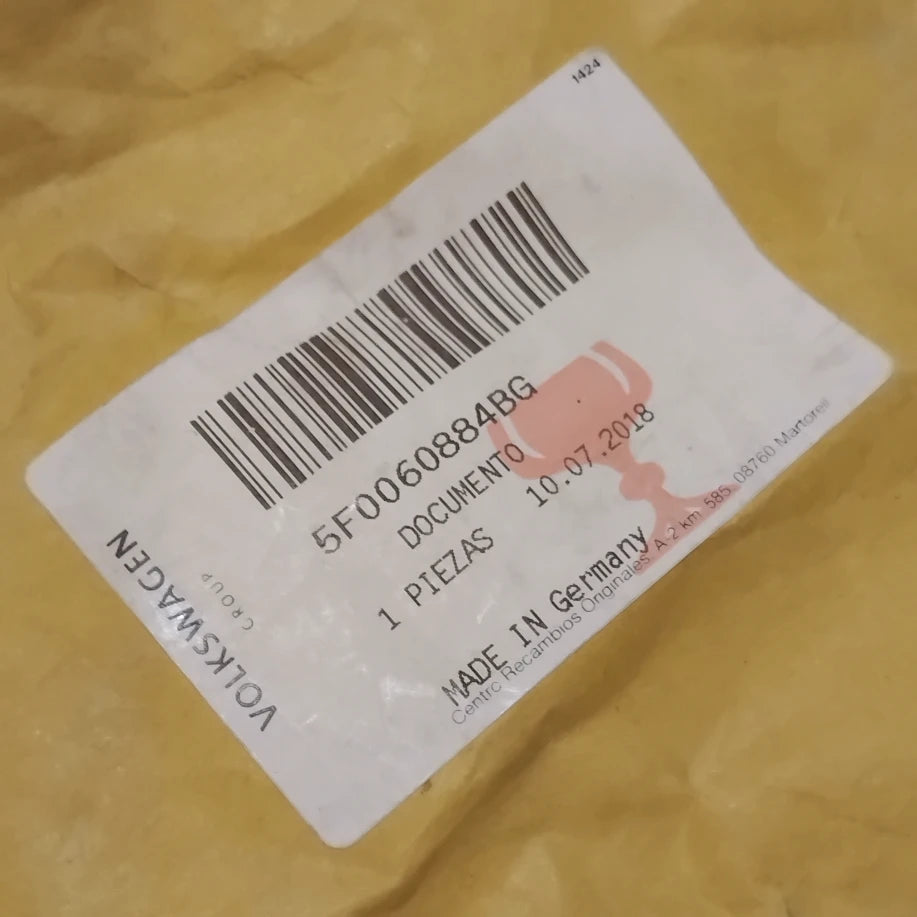 1424
5F0060884BG
DOCUMENTO
1 PIEZAS 10.07.2018
MADE IN Germany
Centro Recambios Originales A 2 km 585 08760 Martorell
VOLKSWAGEN
GROUP